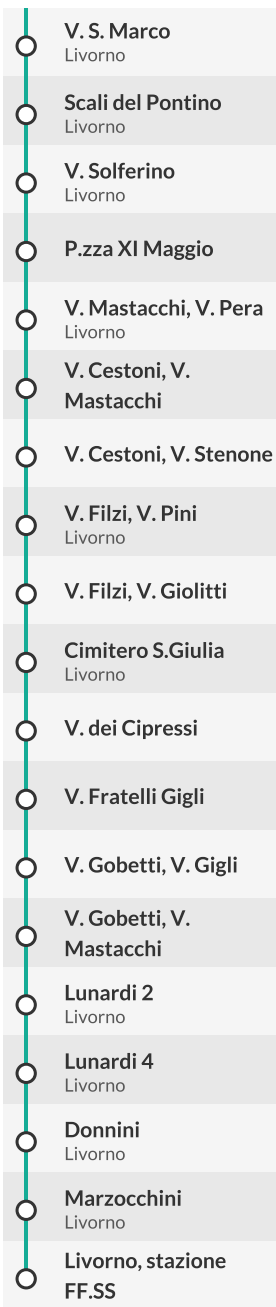 V. S. Marco
Livorno
Scali del Pontino
Livorno
V. Solferino
Livorno
P.zza XI Maggio
V. Mastacchi, V. Pera
Livorno
V. Cestoni, V.
Mastacchi
V. Cestoni, V. Stenone
V. Filzi, V. Pini
Livorno
V. Filzi, V. Giolitti
Cimitero S.Giulia
Livorno
V. dei Cipressi
V. Fratelli Gigli
V. Gobetti, V. Gigli
V. Gobetti, V.
Mastacchi
Lunardi 2
Livorno
Lunardi 4
Livorno
Donnini
Livorno
Marzocchini
Livorno
Livorno, stazione
FF.SS